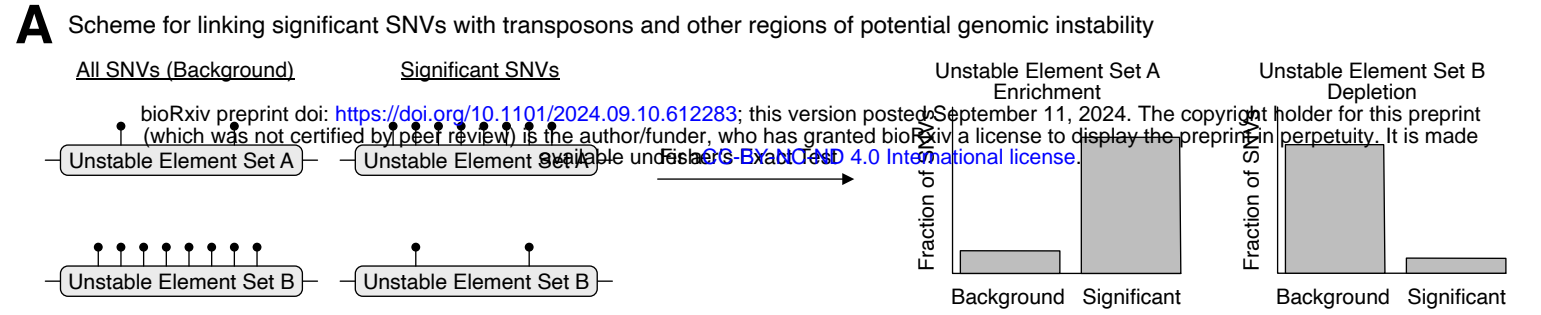 A Scheme for linking significant SNVs with transposons and other regions of potential genomic instability
All SNVs (Background)
Significant SNVs
Unstable Element Set A
Unstable Element Set A
Unstable Element Set B
Unstable Element Set B
Fisher's Exact Test
Unstable Element Set A
Enrichment
Fraction of SNVs
Background Significant
Unstable Element Set B
Depletion
Fraction of SNVs
Background Significant
bioRxiv preprint doi: https://doi.org/10.1101/2024.09.10.612283; this version posted September 11, 2024. The copyright holder for this preprint
(which was not certified by peer review) is the author/funder, who has granted bioRxiv a license to display the preprint in perpetuity. It is made
available under aCC-BY-NC-ND 4.0 International license.